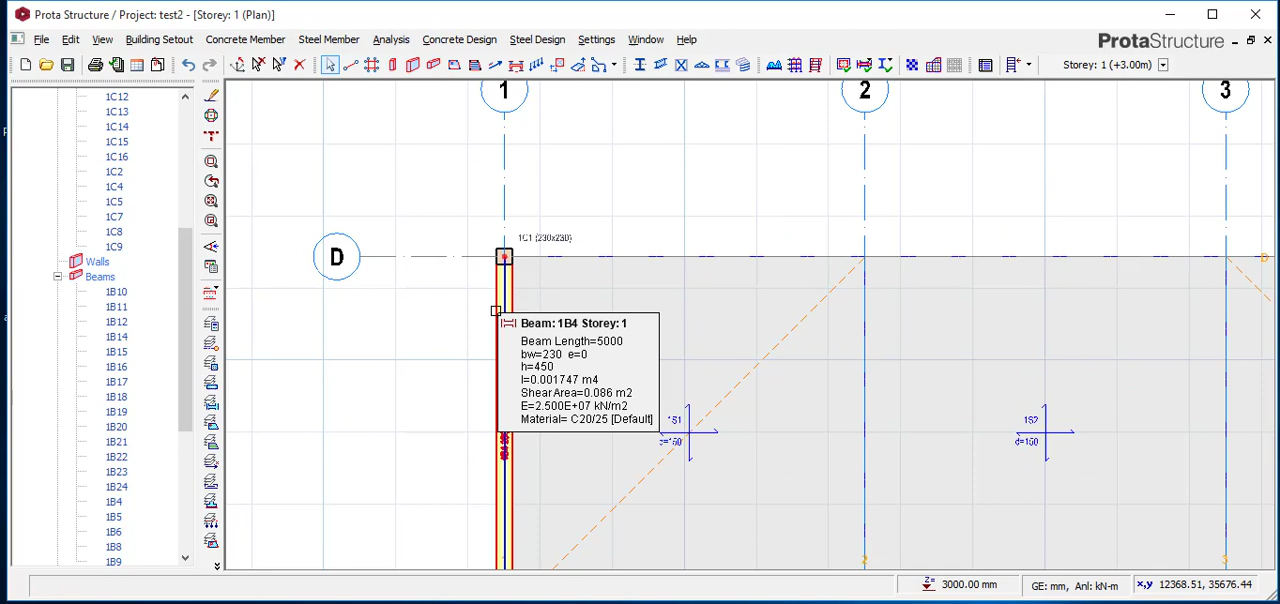 Prota Structure / Project: test2 - [Storey: 1 (Plan)]
File Edit View Building Setout Concrete Member Steel Member Analysis Concrete Design Steel Design Settings Window Help
ProtaStructure
Storey: 1 (+3.00m)
1C12
1C13
1C14
1C15
1C16
1C2
1C4
1C5
1C7
1C8
1C9
Walls
Beams
1B10
1B11
1B12
1B14
1B15
1B16
1B17
1B18
1B19
1B20
1B21
1B22
1B23
1B24
1B4
1B5
1B6
1B8
1B9
1 2 3
1C1 (230x230)
D
D
Beam: 1B4 Storey: 1
Beam Length=5000
bw=230 e=0
h=450
I=0.001747 m4
ShearArea=0.086 m2
E=2.500E+07 kN/m2
Material= C20/25 [Default]
1S1
d=150
1S2
d=150
2 3
Z= 3000.00 mm
GE: mm, Anl: kN-m
x,y 12368.51, 35676.44